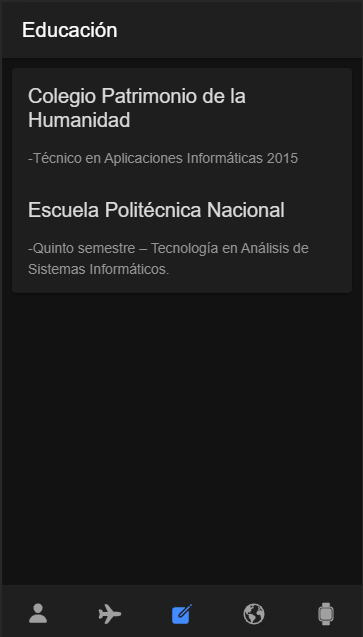 Educación
Colegio Patrimonio de la
Humanidad
-Técnico en Aplicaciones Informáticas 2015
Escuela Politécnica Nacional
-Quinto semestre – Tecnología en Análisis de
Sistemas Informáticos.